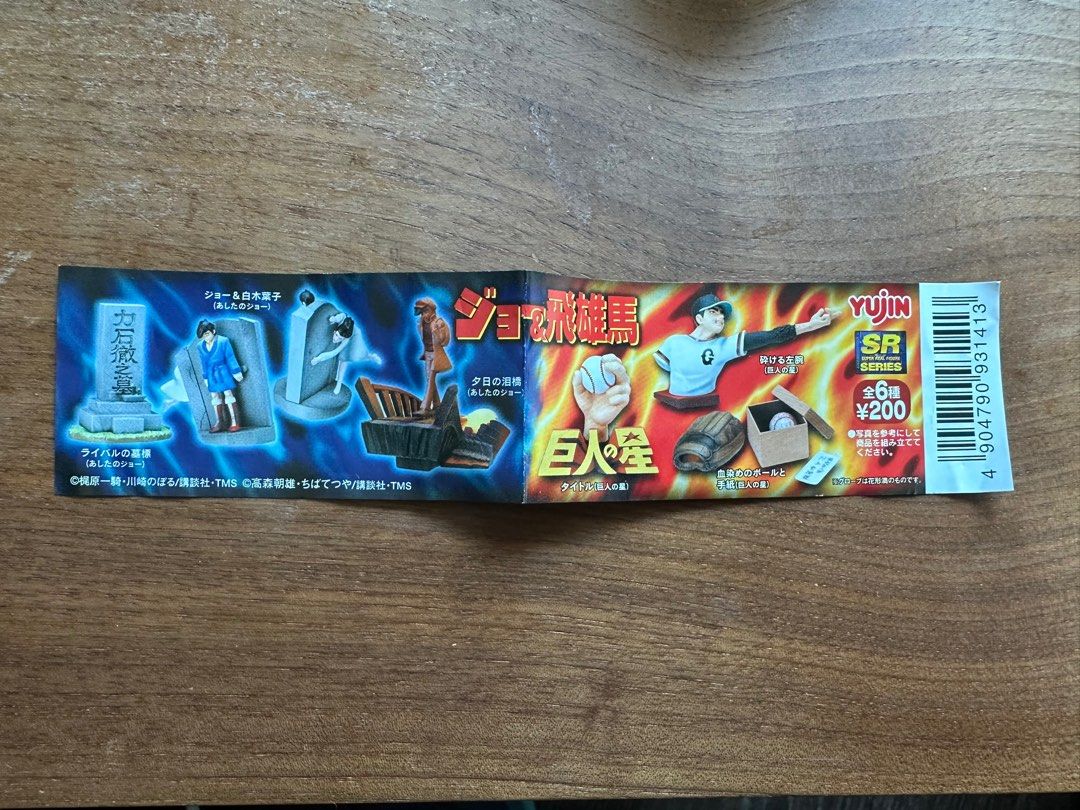 ジョー&飛雄馬
力石徹之墓
ライバルの墓標
(あしたのジョー)
ジョー&白木葉子
(あしたのジョー)
夕日の泪橋
(あしたのジョー)
©梶原一騎・川崎のぼる/講談社・TMS ©高森朝雄・ちばてつや/講談社・TMS
巨人の星
タイトル(巨人の星)
G
砕ける左腕
(巨人の星)
血染めのボールと
手紙(巨人の星)
YUJIN
SR
SUPER REAL FIGURE
SERIES
全6種
¥200
●写真を参考にして
商品を組み立てて
ください。
※グローブは花形満のものです。
4 904790 931413